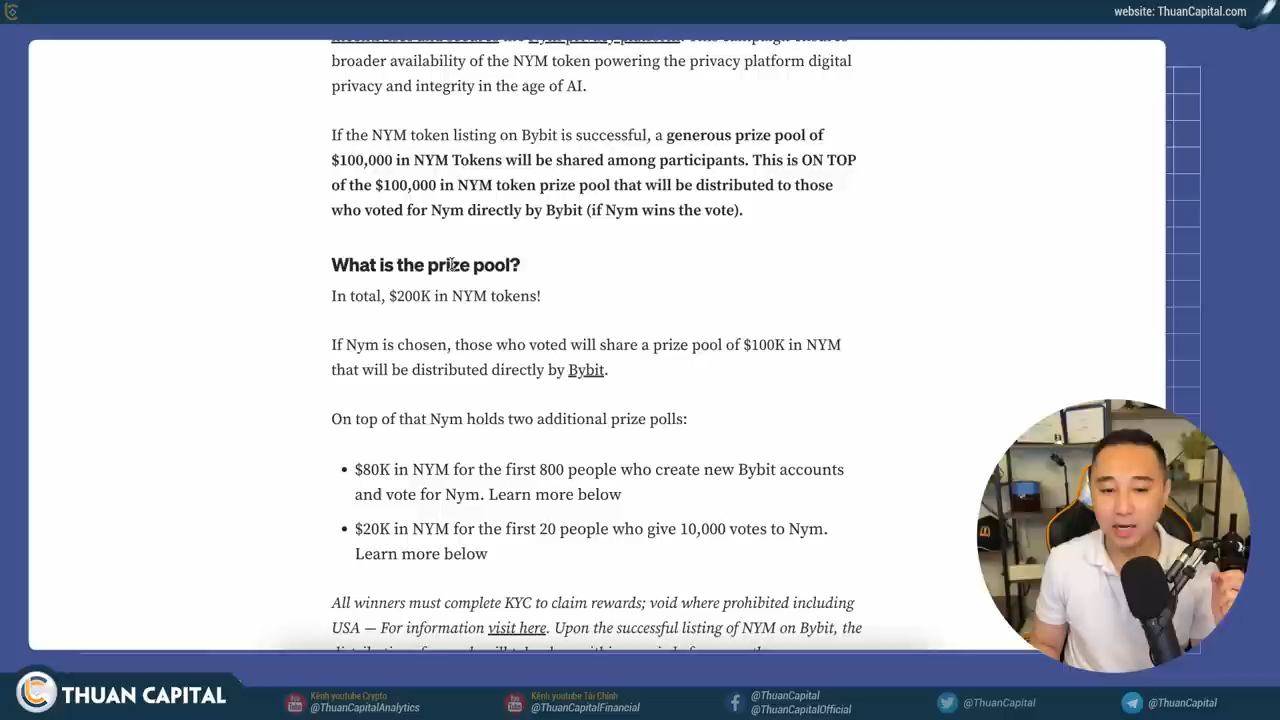 website: ThuanCapital.com
broader availability of the NYM token powering the privacy platform digital
privacy and integrity in the age of AI.
If the NYM token listing on Bybit is successful, a generous prize pool of
$100,000 in NYM Tokens will be shared among participants. This is ON TOP
of the $100,000 in NYM token prize pool that will be distributed to those
who voted for Nym directly by Bybit (if Nym wins the vote).
What is the prize pool?
In total, $200K in NYM tokens!
If Nym is chosen, those who voted will share a prize pool of $100K in NYM
that will be distributed directly by Bybit.
On top of that Nym holds two additional prize polls:
• $80K in NYM for the first 800 people who create new Bybit accounts
and vote for Nym. Learn more below
• $20K in NYM for the first 20 people who give 10,000 votes to Nym.
Learn more below
All winners must complete KYC to claim rewards; void where prohibited including
USA — For information visit here. Upon the successful listing of NYM on Bybit, the
THUAN CAPITAL
Kênh youtube Crypto
@ThuanCapitalAnalytics
Kênh youtube Tài Chính
@ThuanCapitalFinancial
@ThuanCapital
@ThuanCapitalOfficial
@ThuanCapital
@ThuanCapital